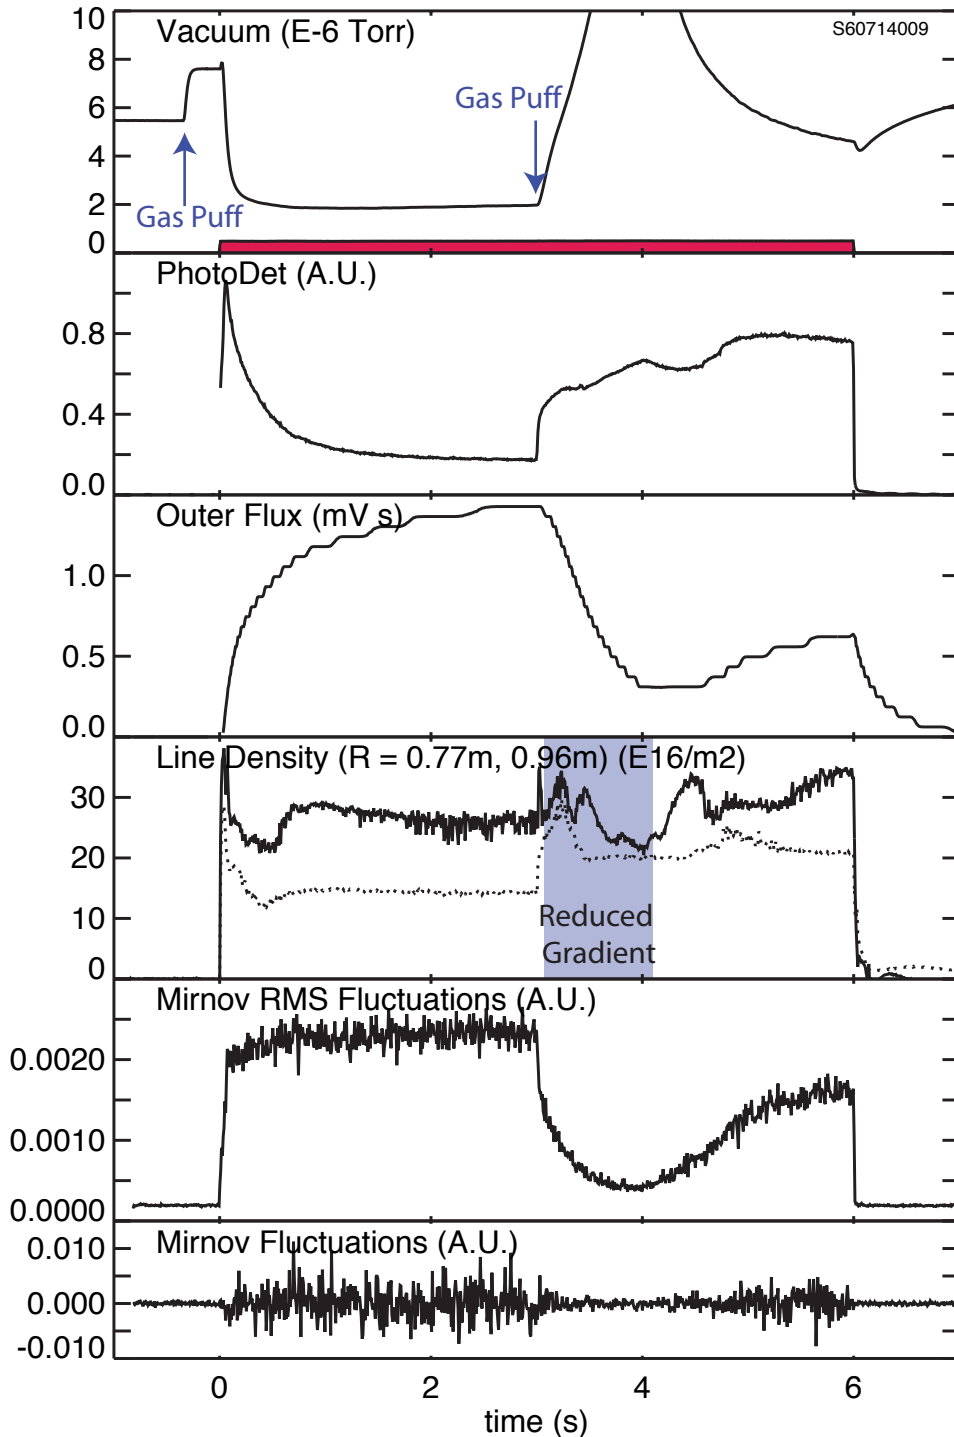 10
Vacuum (E-6 Torr)
S60714009
8
Gas Puff
6
4
Gas Puff
2
0
PhotoDet (A.U.)
0.8
0.4
0.0
Outer Flux (mV s)
1.0
0.5
0.0
Line Density (R = 0.77m, 0.96m) (E16/m2)
30
20
10
Reduced
Gradient
0
Mirnov RMS Fluctuations (A.U.)
0.0020
0.0010
0.0000
Mirnov Fluctuations (A.U.)
0.010
0.000
-0.010
0 2 4 6
time (s)